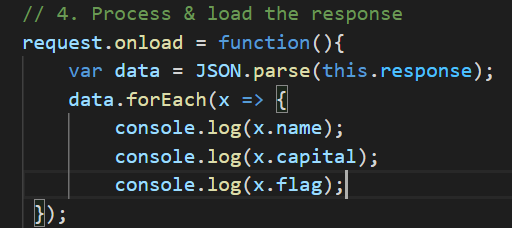 // 4. Process & load the response
request.onload = function(){
    var data = JSON.parse(this.response);
    data.forEach(x => {
        console.log(x.name);
        console.log(x.capital);
        console.log(x.flag);
 });